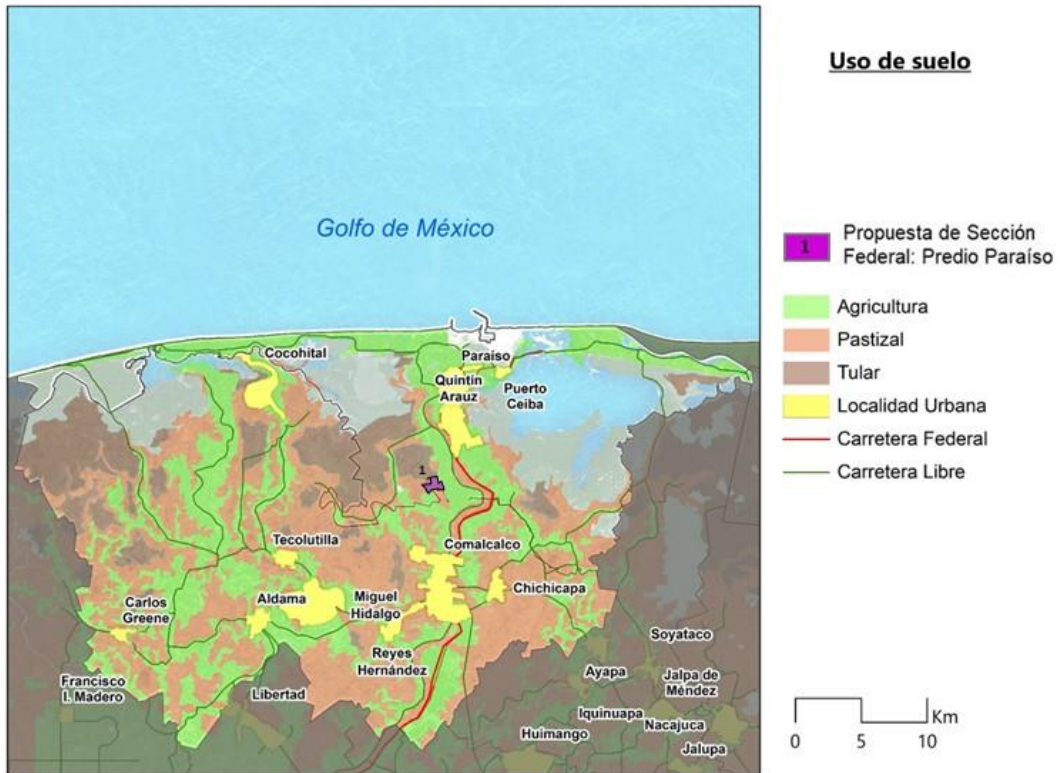 Uso de suelo
Golfo de México
1
Propuesta de Sección
Federal: Predio Paraíso
Agricultura
Pastizal
Tular
Localidad Urbana
Carretera Federal
Carretera Libre
Cocohital
Paraíso
Quintín
Arauz
Puerto
Ceiba
1
Tecolutilla
Comalcalco
Carlos
Greene
Aldama
Miguel
Hidalgo
Chichicapa
Reyes
Hernández
Soyataco
Francisco
I. Madero
Libertad
Ayapa
Jalpa de
Méndez
Iquinuapa
Nacajuca
Huimango
Jalupa
Km
0 5 10